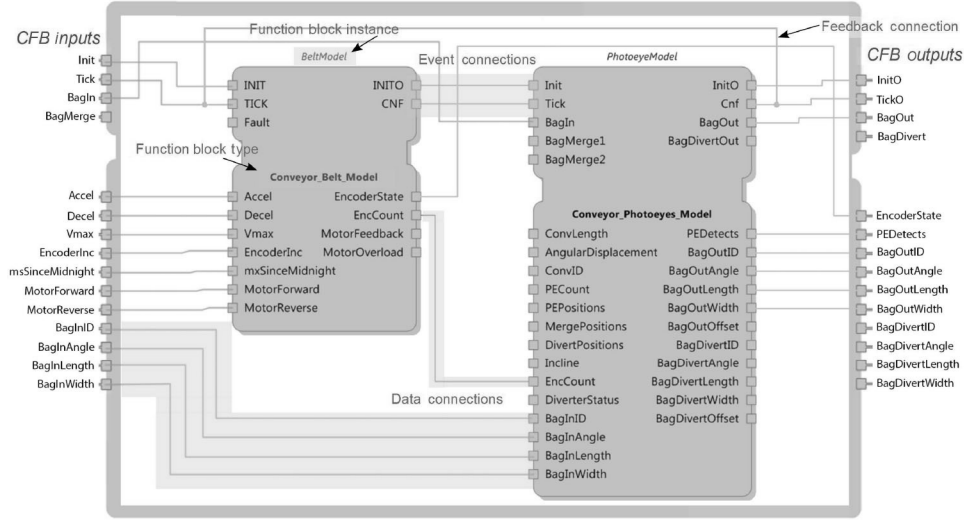 CFB inputs
Function block instance
Feedback connection
CFB outputs
BeltModel
Event connections
PhotoeyeModel
Init
Tick
BagIn
BagMerge
INIT
TICK
Fault
INITO
CNF
Init
Tick
BagIn
BagMerge1
BagMerge2
InitO
Cnf
BagOut
BagDivertOut
InitO
TickO
BagOut
BagDivert
Function block type
Conveyor_Belt_Model
Accel
Decel
Vmax
EncoderInc
msSinceMidnight
MotorForward
MotorReverse
BagInID
BagInAngle
BagInLength
BagInWidth
Accel
Decel
Vmax
EncoderInc
mxSinceMidnight
MotorForward
MotorReverse
EncoderState
EncCount
MotorFeedback
MotorOverload
Conveyor_Photoeyes_Model
ConvLength
AngularDisplacement
ConvID
PECount
PEPositions
MergePositions
DivertPositions
Incline
EncCount
DiverterStatus
BagInID
BagInAngle
BagInLength
BagInWidth
PEDetects
BagOutID
BagOutAngle
BagOutLength
BagOutWidth
BagOutOffset
BagDivertID
BagDivertAngle
BagDivertLength
BagDivertWidth
BagDivertOffset
EncoderState
PEDetects
BagOutID
BagOutAngle
BagOutLength
BagOutWidth
BagDivertID
BagDivertAngle
BagDivertLength
BagDivertWidth
Data connections